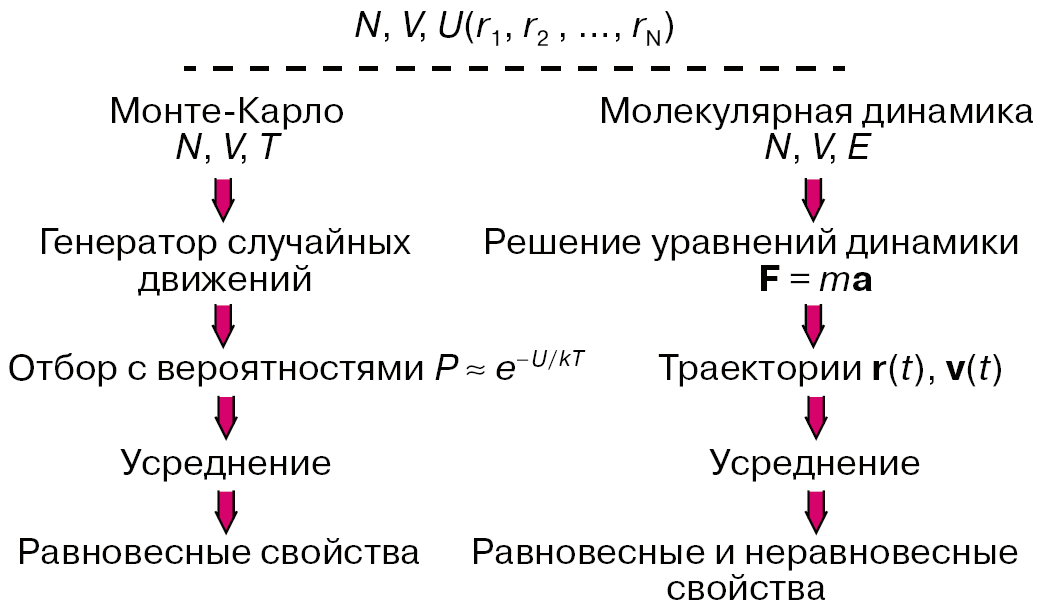 N, V, U(r₁, r₂ , ..., r_N)
Монте-Карло
N, V, T
Генератор случайных
движений
Отбор с вероятностями P ≈ e^{–U/kT}
Усреднение
Равновесные свойства
Молекулярная динамика
N, V, E
Решение уравнений динамики
F = ma
Траектории r(t), v(t)
Усреднение
Равновесные и неравновесные
свойства